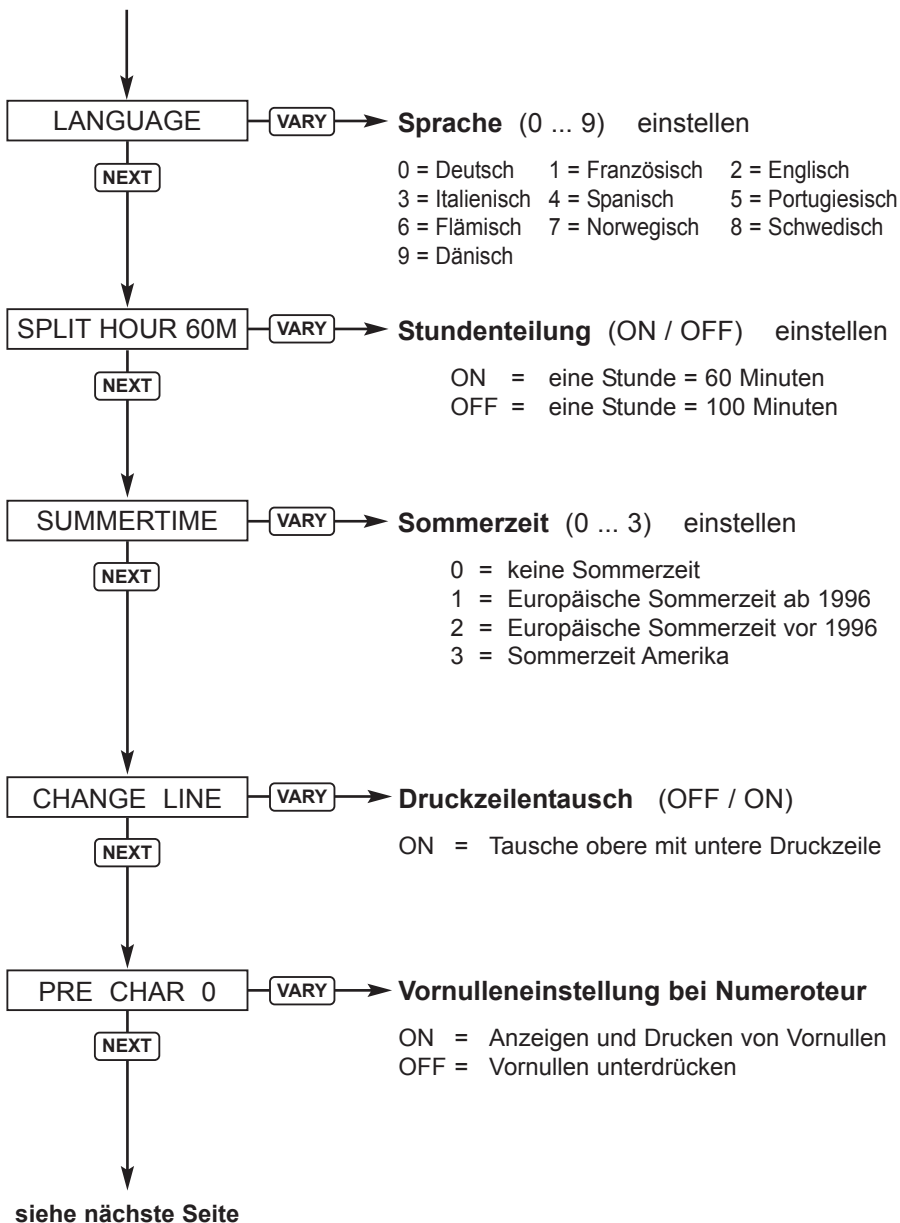 LANGUAGE VARY Sprache (0 ... 9) einstellen
NEXT
0 = Deutsch 1 = Französisch 2 = Englisch
3 = Italienisch 4 = Spanisch 5 = Portugiesisch
6 = Flämisch 7 = Norwegisch 8 = Schwedisch
9 = Dänisch
SPLIT HOUR 60M VARY Stundenteilung (ON / OFF) einstellen
NEXT
ON = eine Stunde = 60 Minuten
OFF = eine Stunde = 100 Minuten
SUMMERTIME VARY Sommerzeit (0 ... 3) einstellen
NEXT
0 = keine Sommerzeit
1 = Europäische Sommerzeit ab 1996
2 = Europäische Sommerzeit vor 1996
3 = Sommerzeit Amerika
CHANGE LINE VARY Druckzeilentausch (OFF / ON)
NEXT
ON = Tausche obere mit untere Druckzeile
PRE CHAR 0 VARY Vornulleneinstellung bei Numeroteur
NEXT
ON = Anzeigen und Drucken von Vornullen
OFF = Vornullen unterdrücken
siehe nächste Seite